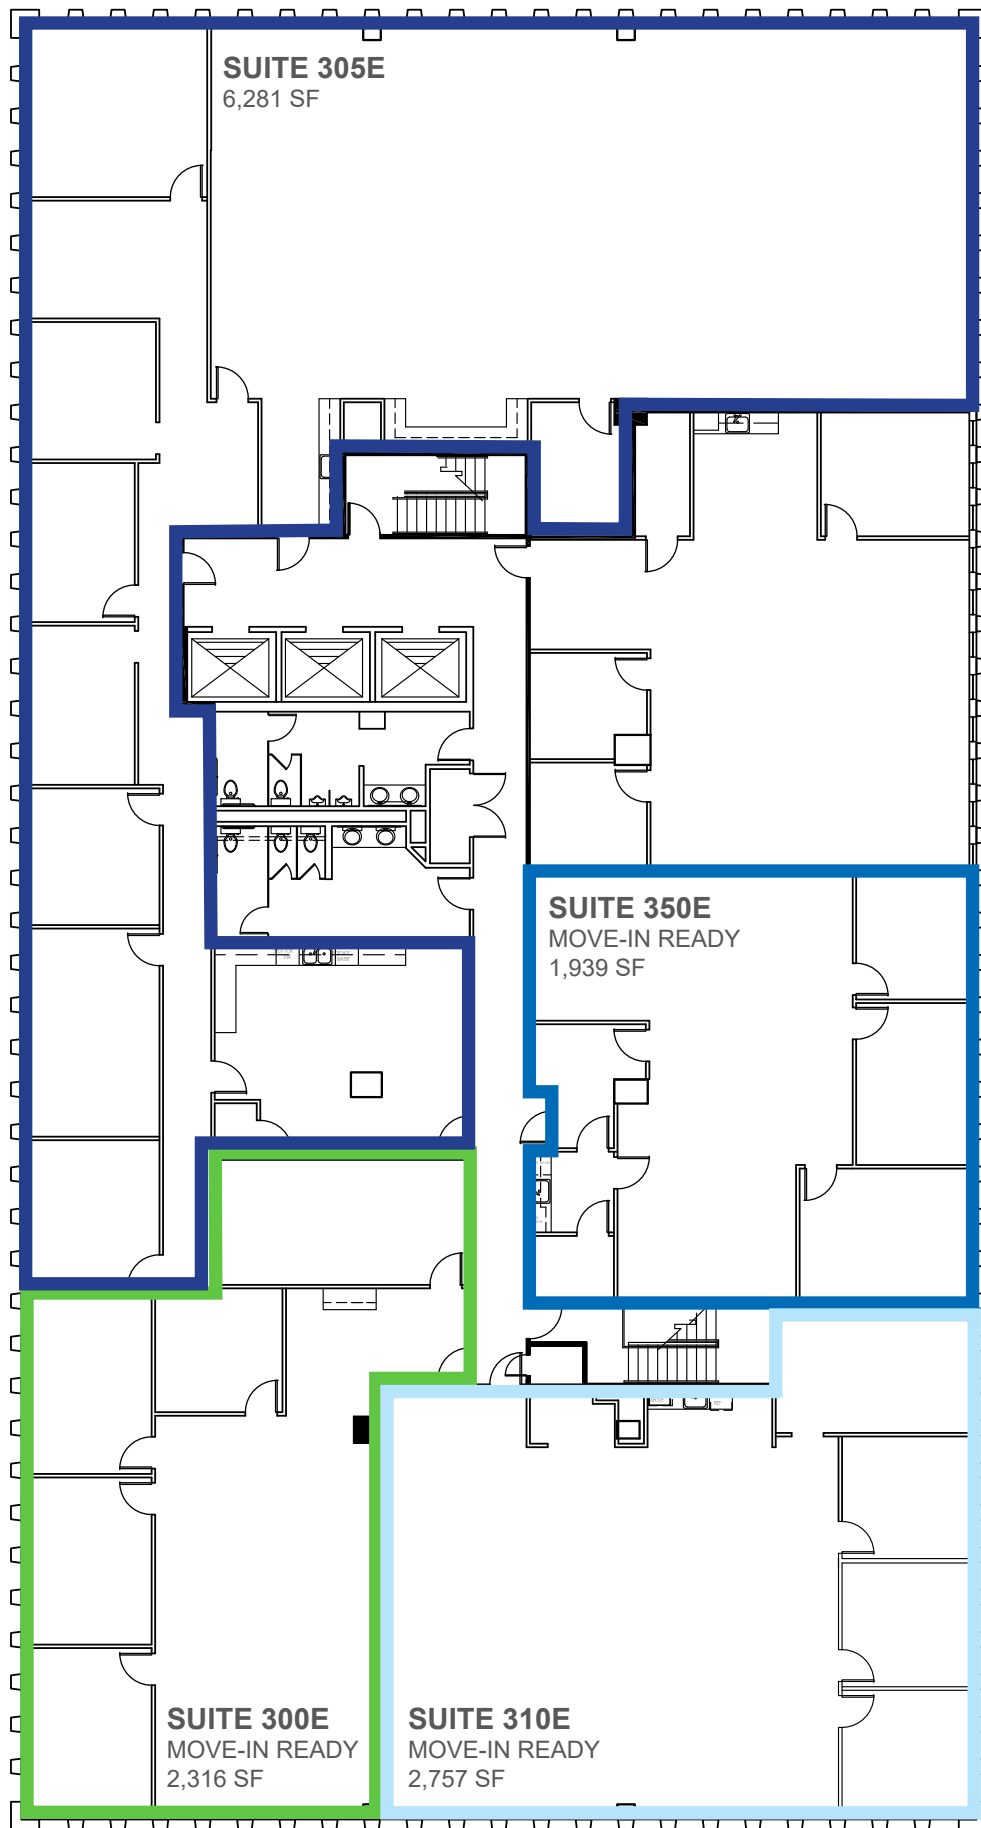 SUITE 305E
6,281 SF
SUITE 350E
MOVE-IN READY
1,939 SF
SUITE 300E
MOVE-IN READY
2,316 SF
SUITE 310E
MOVE-IN READY
2,757 SF